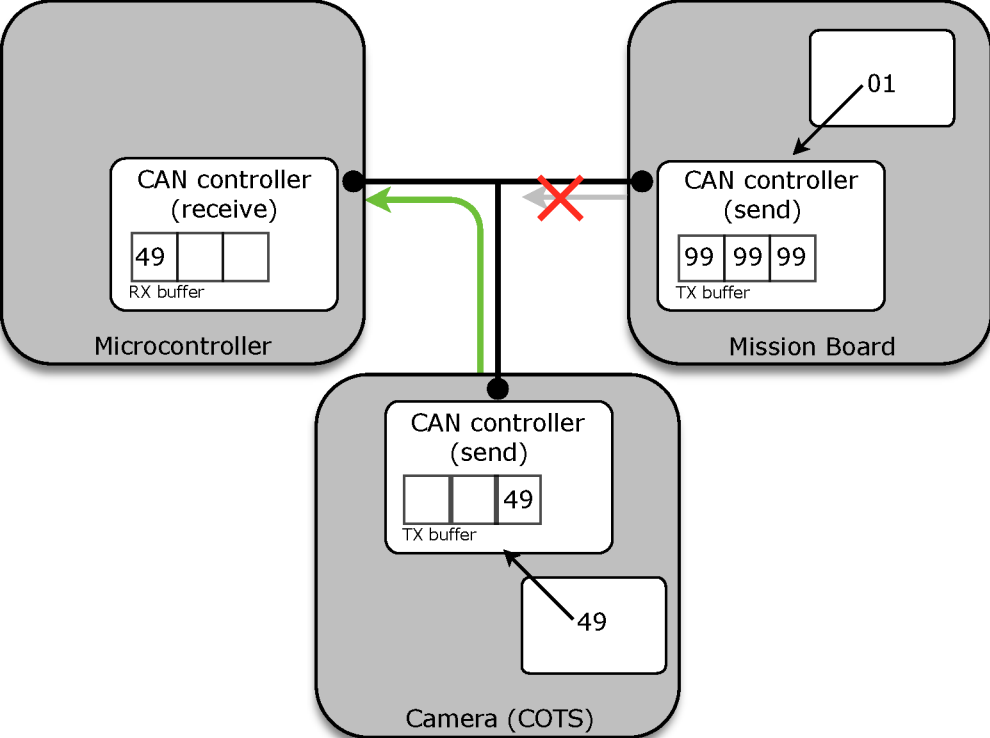 CAN controller
(receive)
49
RX buffer
Microcontroller
01
CAN controller
(send)
99 99 99
TX buffer
Mission Board
CAN controller
(send)
49
TX buffer
49
Camera (COTS)